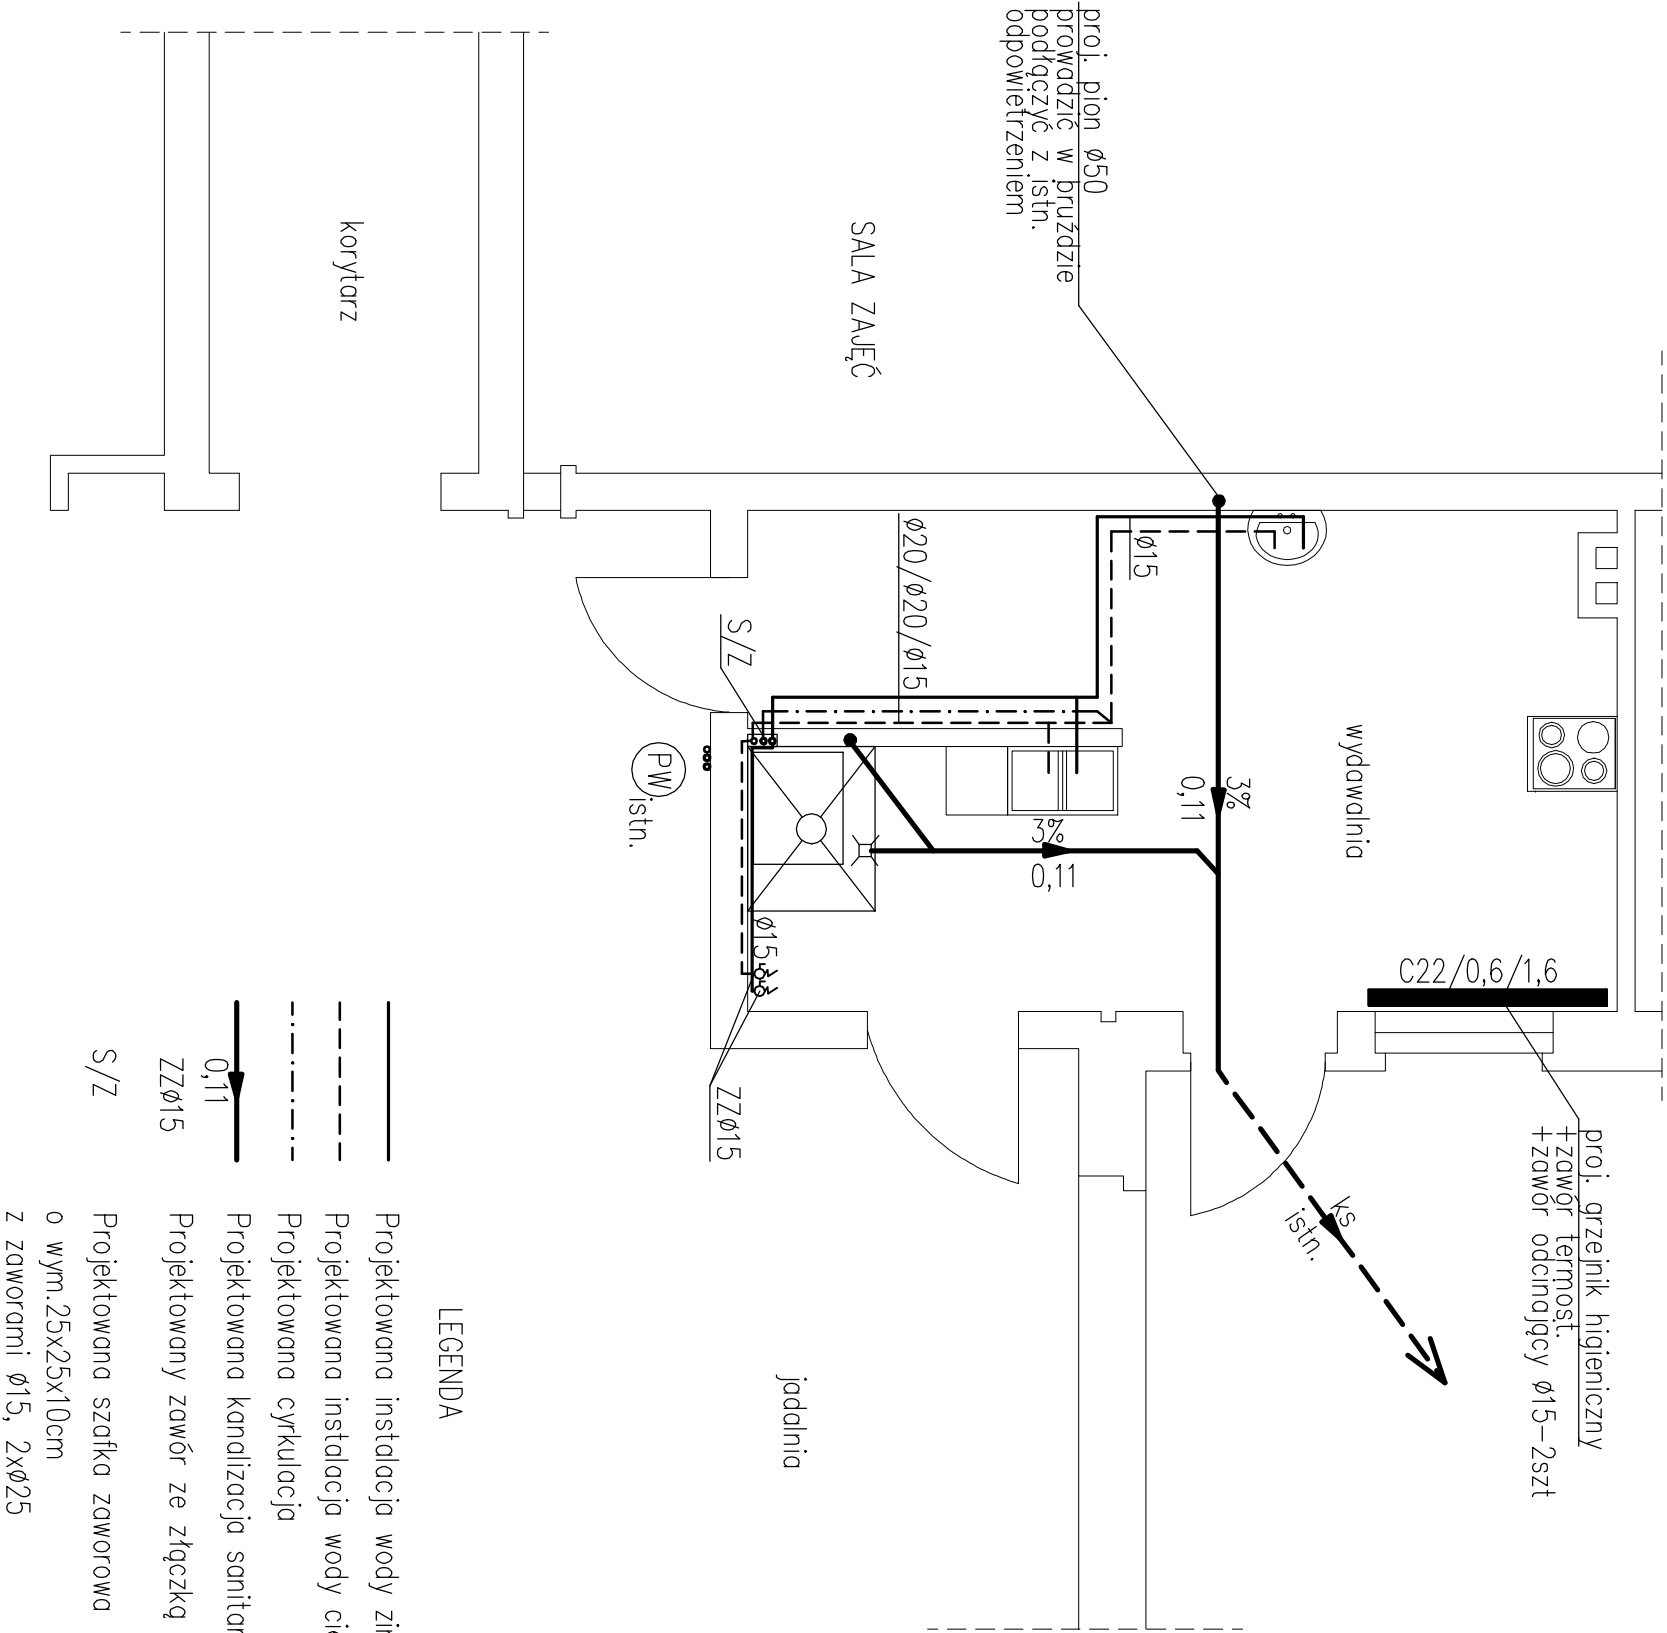 proj. pion ø50
prowadzić w bruździe
podłączyć z istn.
odpowietrzeniem
SALA ZAJĘĆ
korytarz
wydawalnia
jadalnia
ø15
ø20/ø20/ø15
S/Z
PW
istn.
3%
0,11
3%
0,11
ø15
ZZø15
C22/0,6/1,6
proj. grzejnik higieniczny
+zawór termost.
+zawór odcinający ø15-2szt
ks
istn.
LEGENDA
Projektowana instalacja wody
Projektowana instalacja wody
Projektowana cyrkulacja
0,11
Projektowana kanalizacja
ZZø15
Projektowany zawór ze złączką
S/Z
Projektowana szafka zaworowa
o wym.25x25x10cm
z zaworami ø15, 2xø25